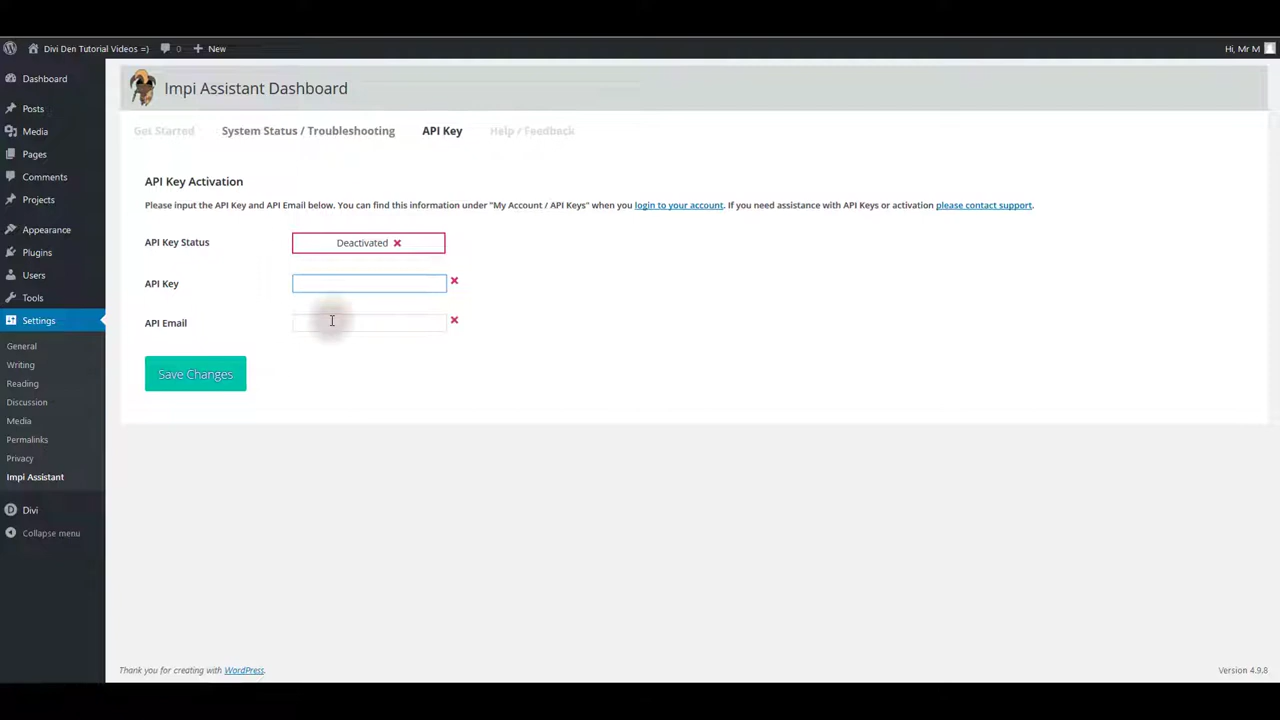 Divi Den Tutorial Videos =) 0 New Hi, Mr M
Dashboard
Posts
Media
Pages
Comments
Projects
Appearance
Plugins
Users
Tools
Settings
General
Writing
Reading
Discussion
Media
Permalinks
Privacy
Impi Assistant
Divi
Collapse menu
Impi Assistant Dashboard
Get Started System Status / Troubleshooting API Key Help / Feedback
API Key Activation
Please input the API Key and API Email below. You can find this information under "My Account / API Keys" when you login to your account. If you need assistance with API Keys or activation please contact support.
API Key Status Deactivated
API Key
API Email
Save Changes
Thank you for creating with WordPress. Version 4.9.8